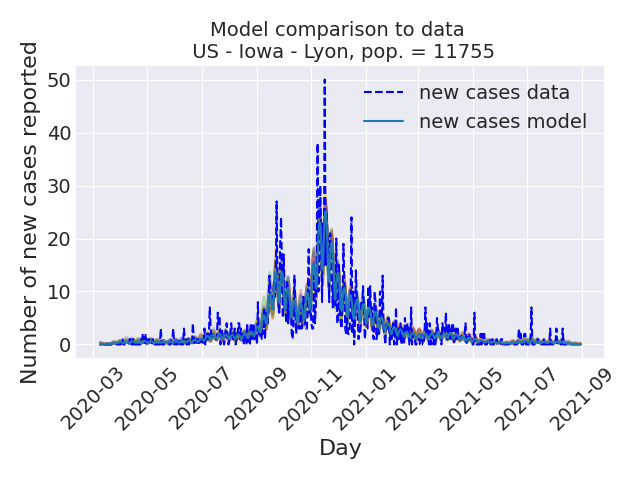 Model comparison to data
US - Iowa - Lyon, pop. = 11755
Number of new cases reported
50
40
30
20
10
0
new cases data
new cases model
2020-03
2020-05
2020-07
2020-09
2020-11
2021-01
2021-03
2021-05
2021-07
2021-09
Day